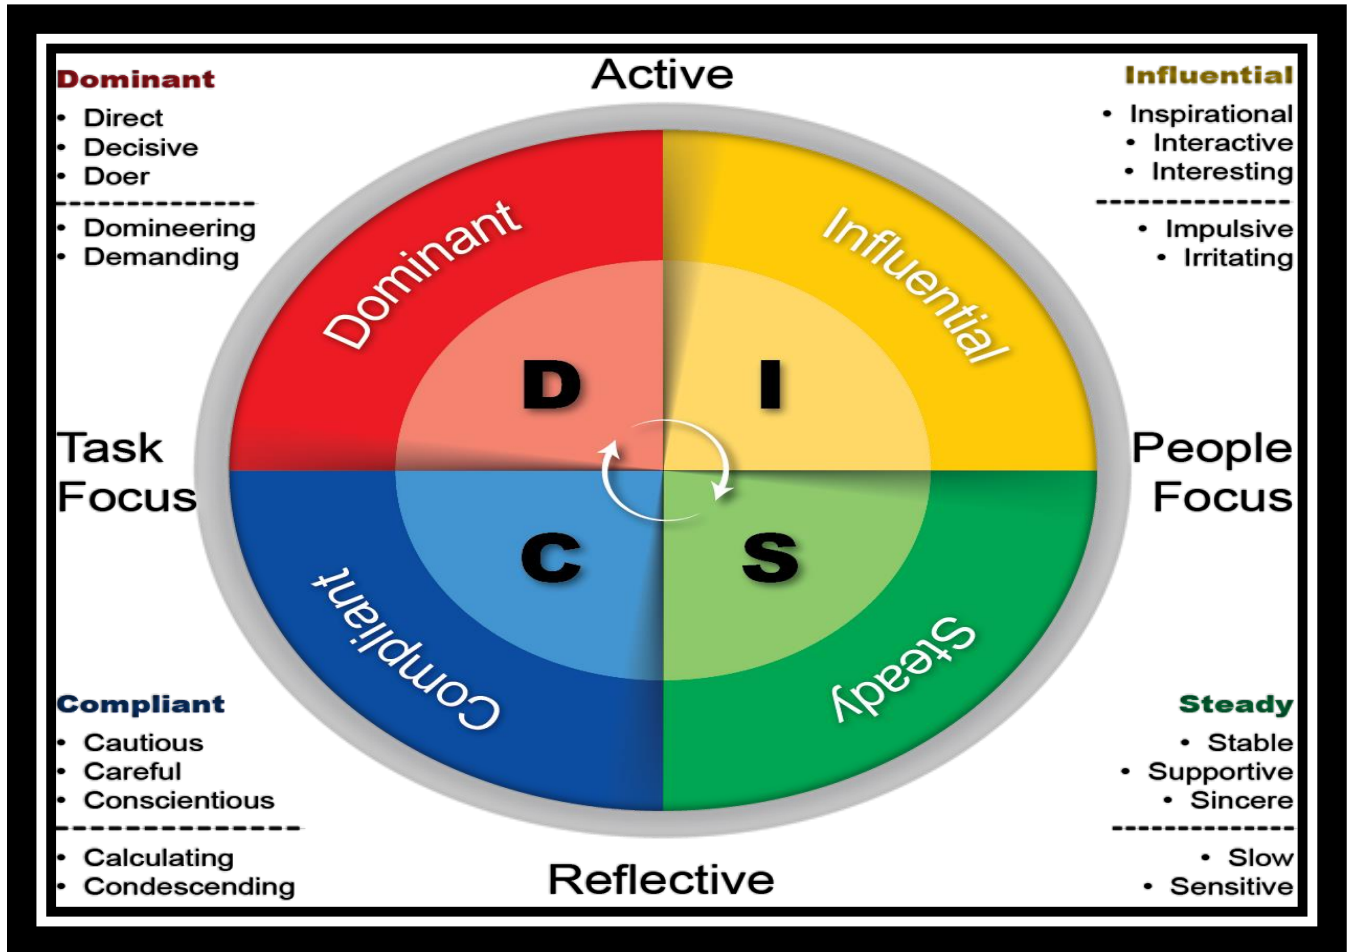 Active
Dominant
• Direct
• Decisive
• Doer
• Domineering
• Demanding
Influential
• Inspirational
• Interactive
• Interesting
• Impulsive
• Irritating
Dominant
Influential
D
I
Task
Focus
People
Focus
C
S
Compliant
Steady
Compliant
• Cautious
• Careful
• Conscientious
• Calculating
• Condescending
Steady
• Stable
• Supportive
• Sincere
• Slow
• Sensitive
Reflective